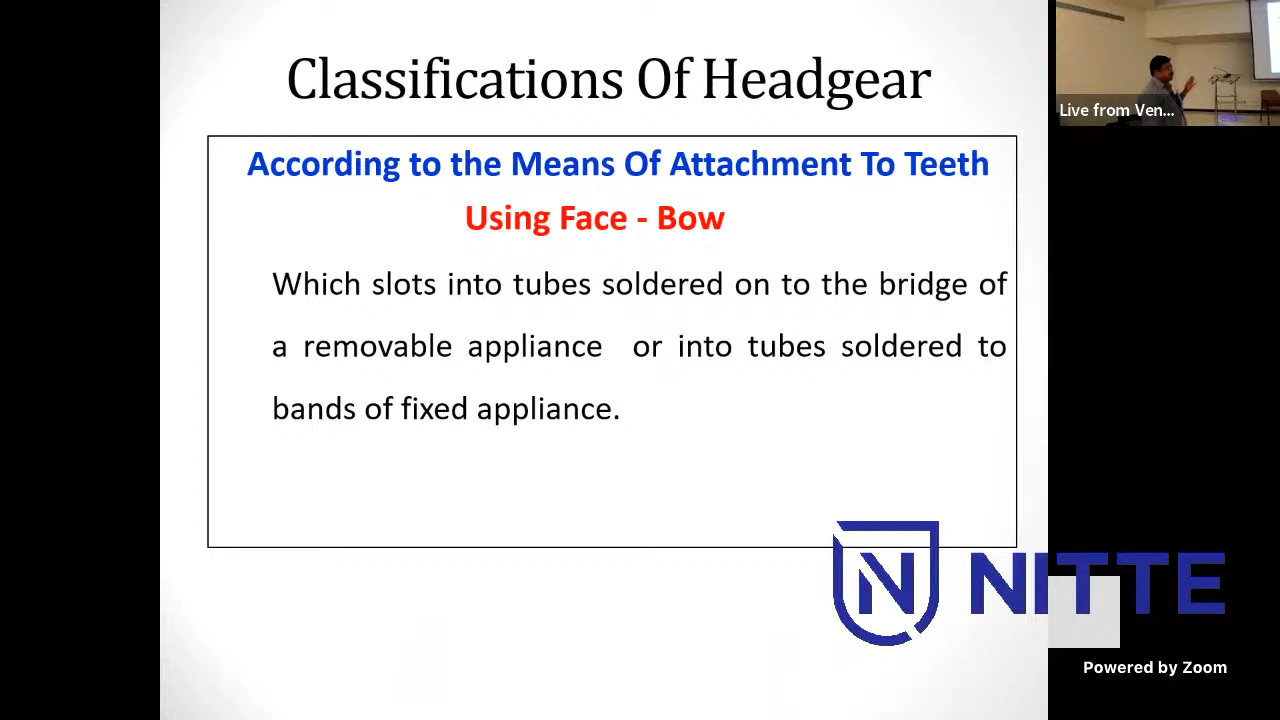 Classifications Of Headgear
Live from Ven...
According to the Means Of Attachment To Teeth
Using Face - Bow
Which slots into tubes soldered on to the bridge of
a removable appliance or into tubes soldered to
bands of fixed appliance.
N NITTE
Powered by Zoom